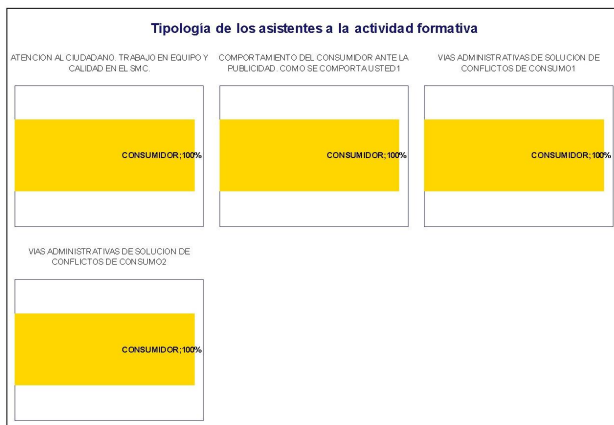 Tipología de los asistentes a la actividad formativa
ATENCION AL CIUDADANO. TRABAJO EN EQUIPO Y
CALIDAD EN EL SMC.
CONSUMIDOR;100%
COMPORTAMIENTO DEL CONSUMIDOR ANTE LA
PUBLICIDAD. COMO SE COMPORTA USTED1
CONSUMIDOR;100%
VIAS ADMINISTRATIVAS DE SOLUCION DE
CONFLICTOS DE CONSUMO1
CONSUMIDOR;100%
VIAS ADMINISTRATIVAS DE SOLUCION DE
CONFLICTOS DE CONSUMO2
CONSUMIDOR;100%